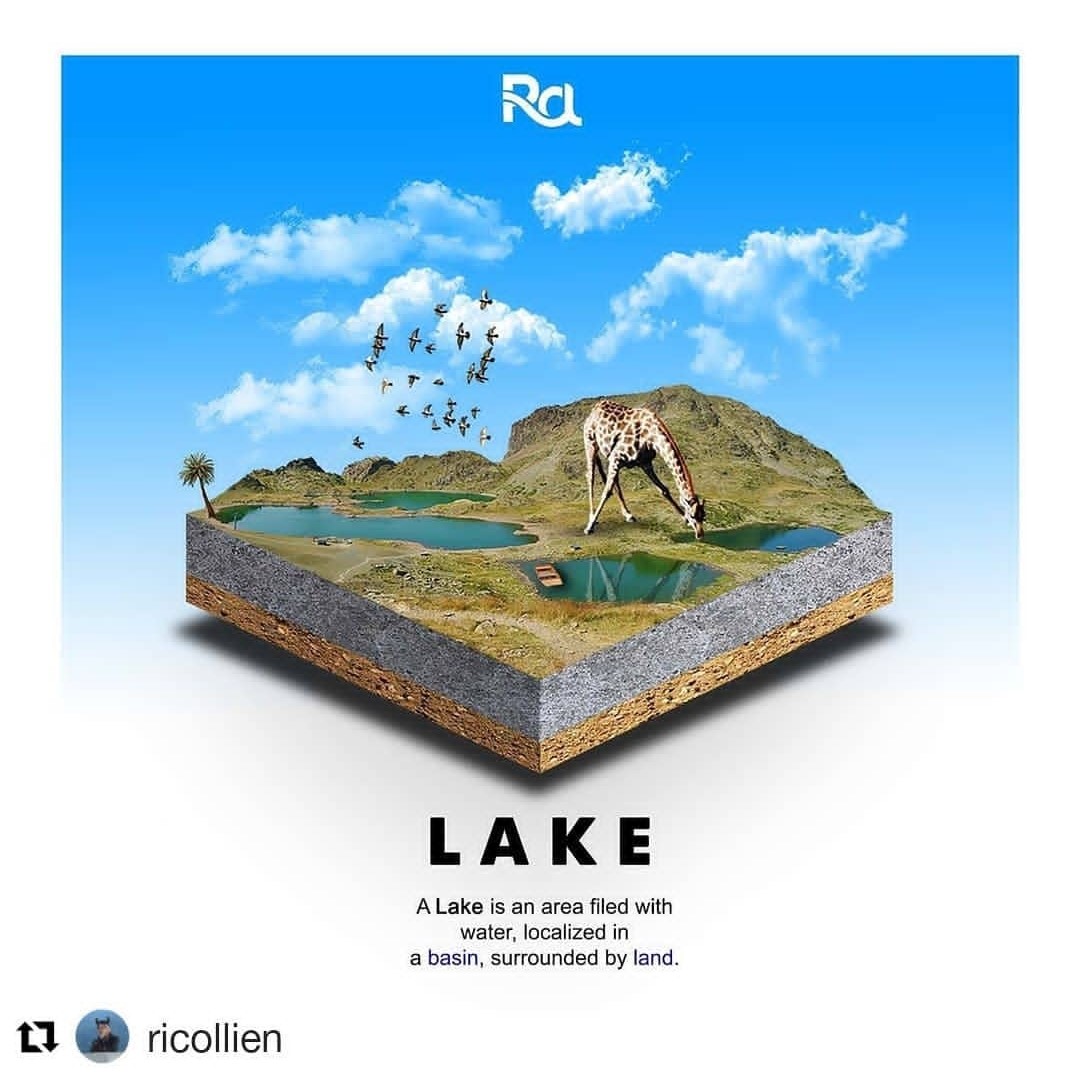 Ra
LAKE
A Lake is an area filed with
water, localized in
a basin, surrounded by land.
ricollien